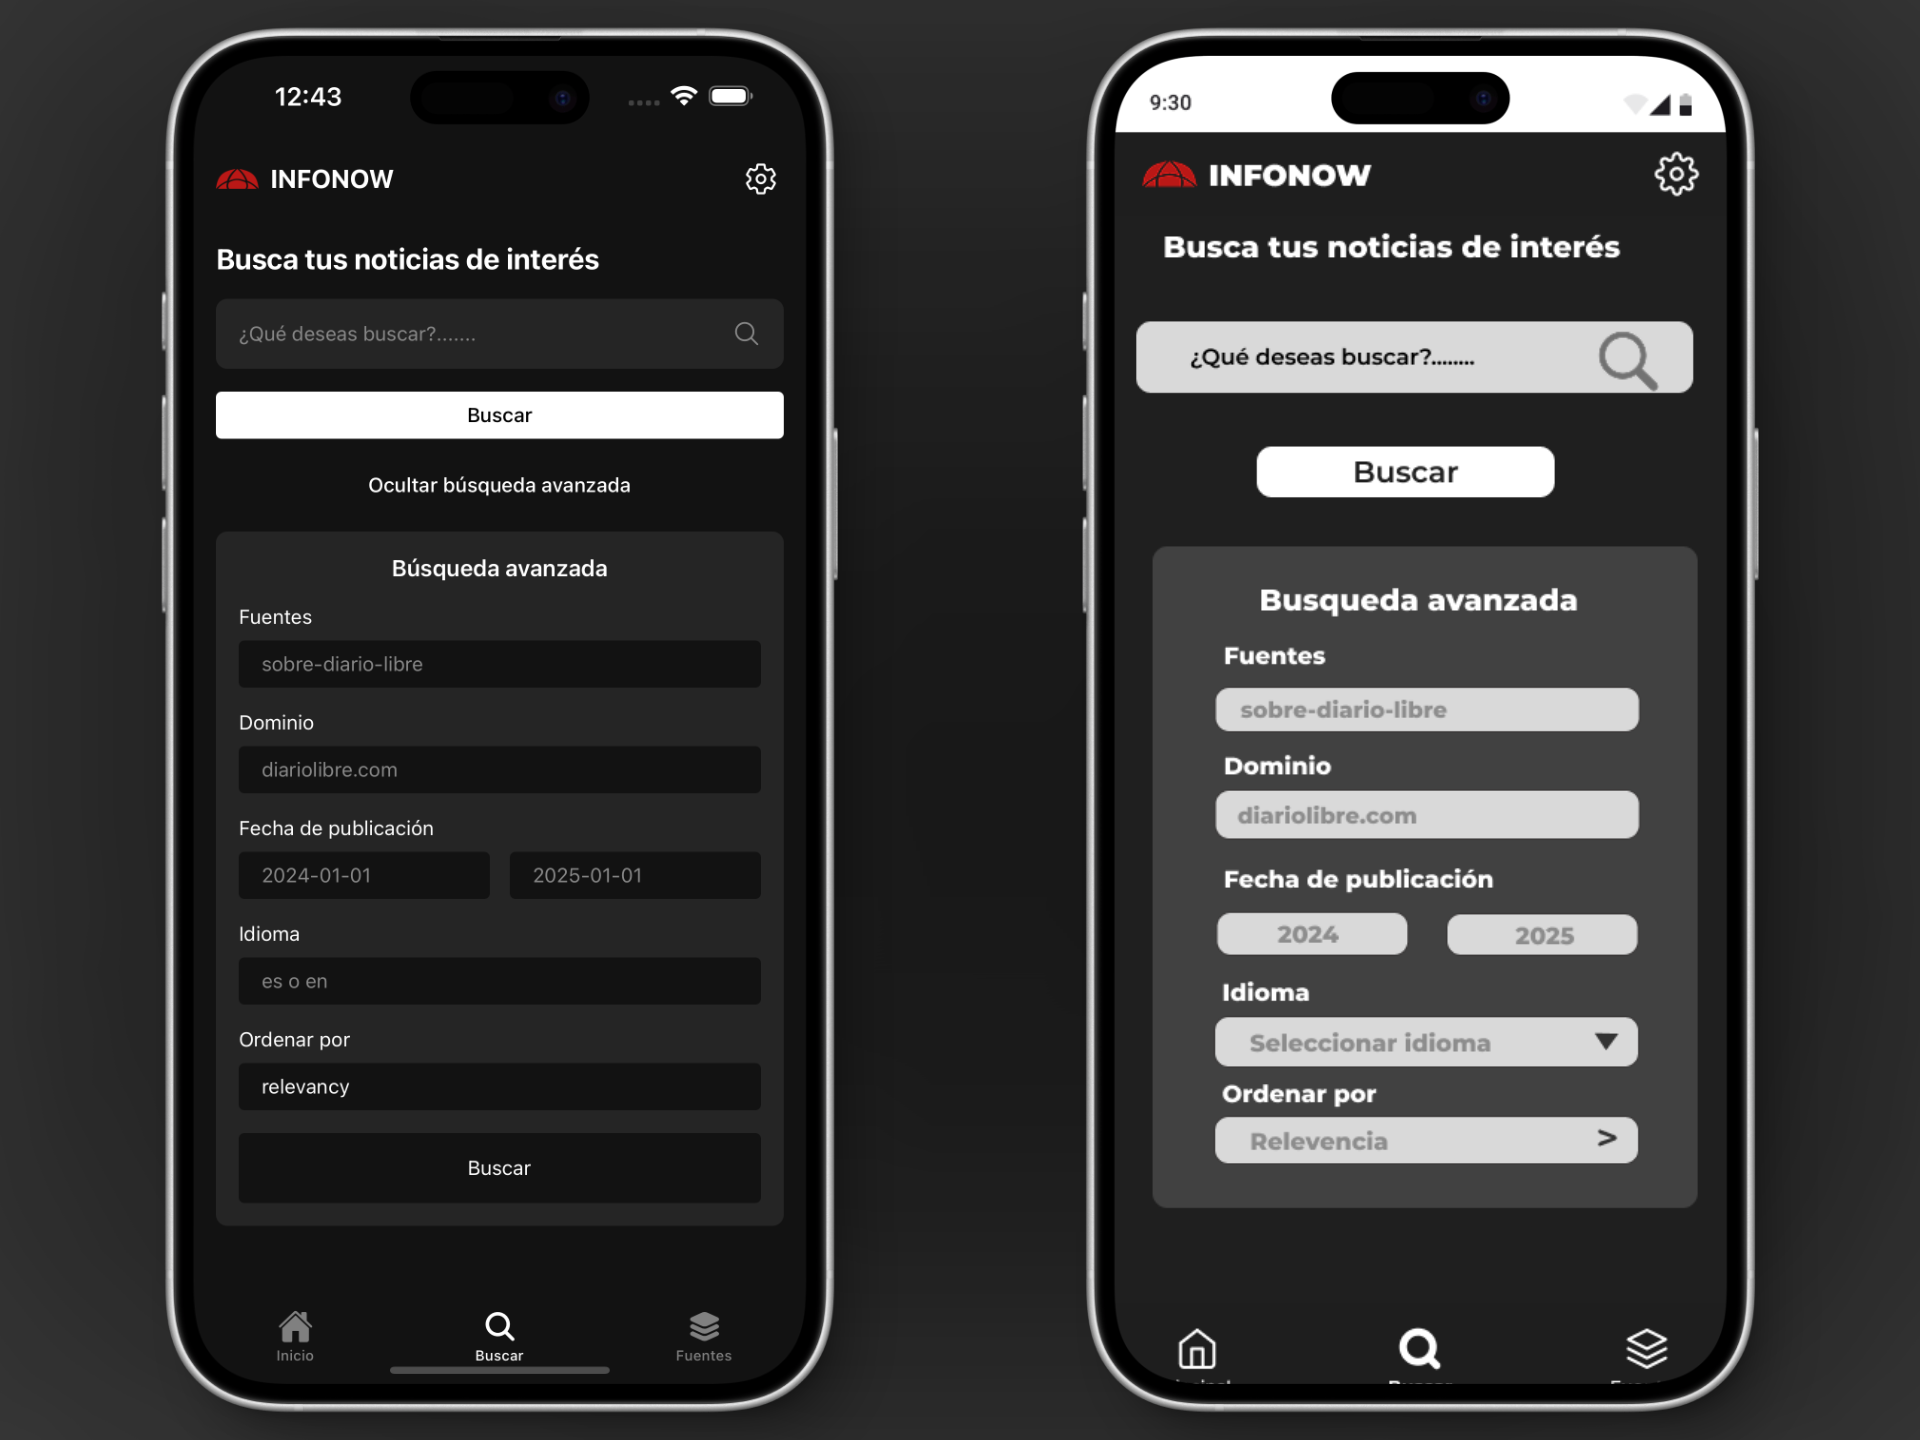 12:43
INFONOW
Busca tus noticias de interés
¿Qué deseas buscar?.......
Buscar
Ocultar búsqueda avanzada
Búsqueda avanzada
Fuentes
sobre-diario-libre
Dominio
diariolibre.com
Fecha de publicación
2024-01-01 2025-01-01
Idioma
es o en
Ordenar por
relevancy
Buscar
Inicio Buscar Fuentes
9:30
INFONOW
Busca tus noticias de interés
¿Qué deseas buscar?........
Buscar
Busqueda avanzada
Fuentes
sobre-diario-libre
Dominio
diariolibre.com
Fecha de publicación
2024 2025
Idioma
Seleccionar idioma
Ordenar por
Relevencia >